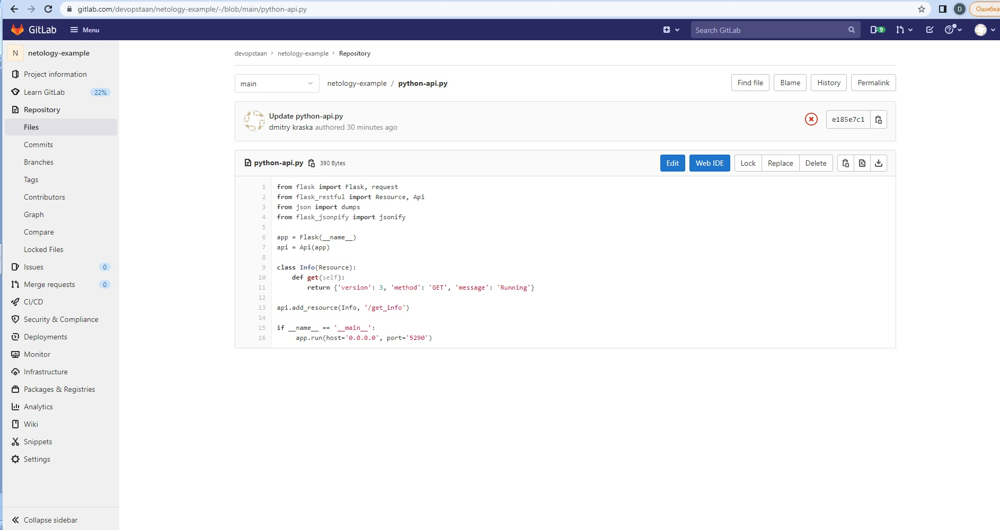 gitlab.com/devopstaan/netology-example/-/blob/main/python-api.py
D
Ошибка
GitLab
Menu
Search GitLab
9
N netology-example
Project information
Learn GitLab 22%
Repository
Files
Commits
Branches
Tags
Contributors
Graph
Compare
Locked Files
Issues 0
Merge requests 0
CI/CD
Security & Compliance
Deployments
Monitor
Infrastructure
Packages & Registries
Analytics
Wiki
Snippets
Settings
Collapse sidebar
devopstaan > netology-example > Repository
main
netology-example / python-api.py
Find file Blame History Permalink
Update python-api.py
dmitry kraska authored 30 minutes ago
e185e7c1
python-api.py 390 Bytes
Edit Web IDE Lock Replace Delete
1 from flask import Flask, request
2 from flask_restful import Resource, Api
3 from json import dumps
4 from flask_jsonpify import jsonify
5
6 app = Flask(__name__)
7 api = Api(app)
8
9 class Info(Resource):
10     def get(self):
11         return {'version': 3, 'method': 'GET', 'message': 'Running'}
12
13 api.add_resource(Info, '/get_info')
14
15 if __name__ == '__main__':
16      app.run(host='0.0.0.0', port='5290')